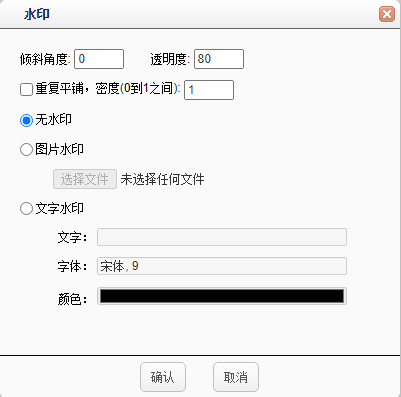 水印
倾斜角度: 0 透明度: 80
重复平铺，密度(0到1之间): 1
无水印
图片水印
选择文件 未选择任何文件
文字水印
文字：
字体： 宋体, 9
颜色：
确认 取消